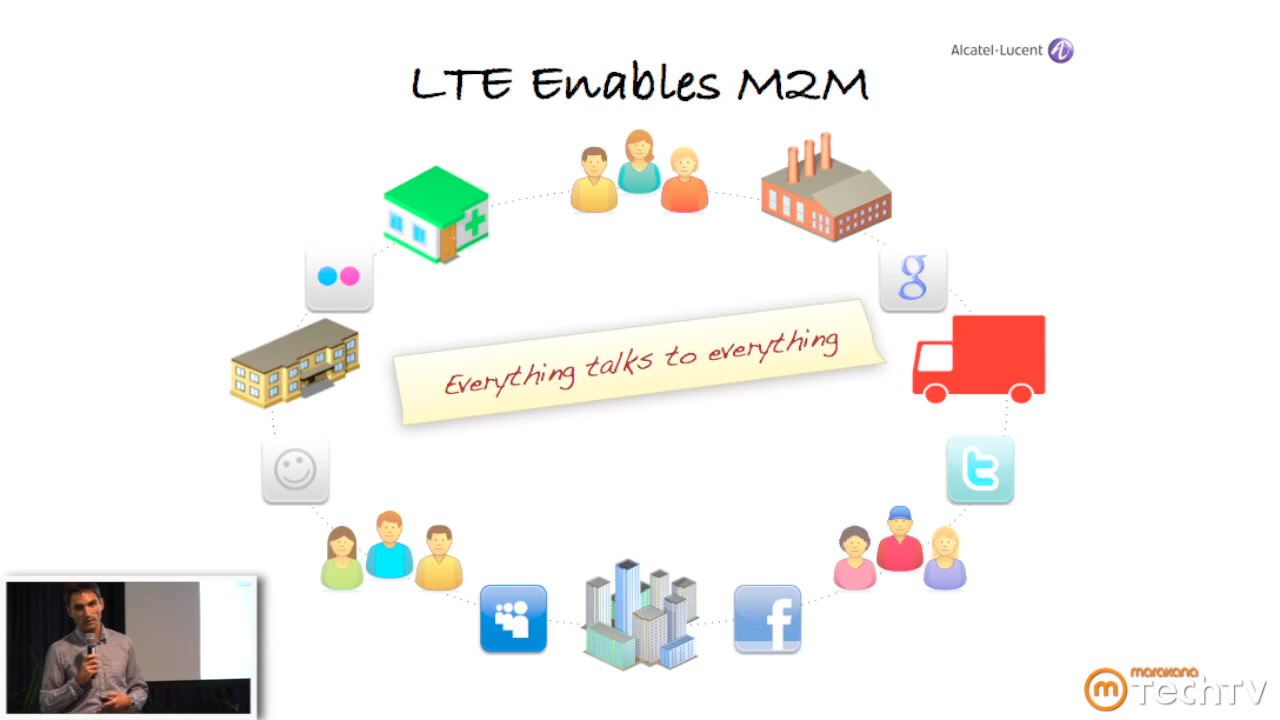 Alcatel·Lucent
LTE Enables M2M
g
Everything talks to everything
t
f
m marakana
TechTV